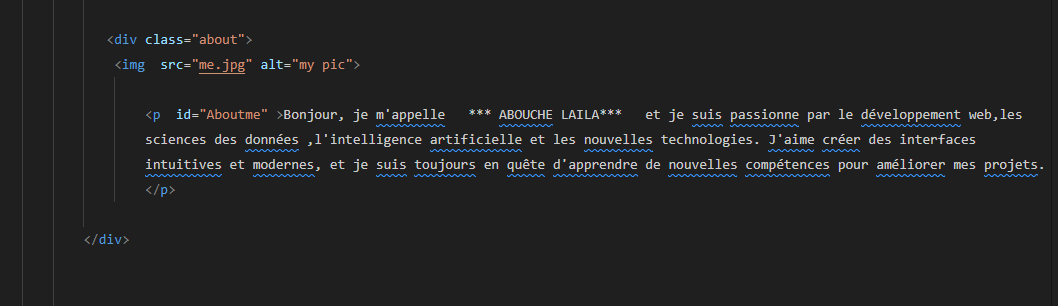 <div class="about">
<img  src="me.jpg" alt="my pic">
<p  id="Aboutme" >Bonjour, je m'appelle   *** ABOUCHE LAILA***   et je suis passionne par le développement web,les
sciences des données ,l'intelligence artificielle et les nouvelles technologies. J'aime créer des interfaces
intuitives et modernes, et je suis toujours en quête d'apprendre de nouvelles compétences pour améliorer mes projets.
</p>
</div>